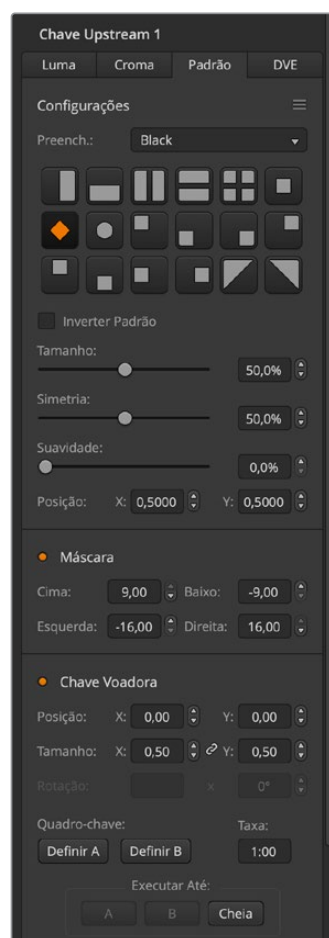 Chave Upstream 1
Luma Croma Padrão DVE
Configurações
Preench.: Black
Inverter Padrão
Tamanho:
50,0%
Simetria:
50,0%
Suavidade:
0,0%
Posição: X: 0,5000 Y: 0,5000
Máscara
Cima: 9,00 Baixo: -9,00
Esquerda: -16,00 Direita: 16,00
Chave Voadora
Posição: X: 0,00 Y: 0,00
Tamanho: X: 0,50 Y: 0,50
Rotação: x 0°
Quadro-chave: Taxa:
Definir A Definir B 1:00
Executar Até:
A B Cheia